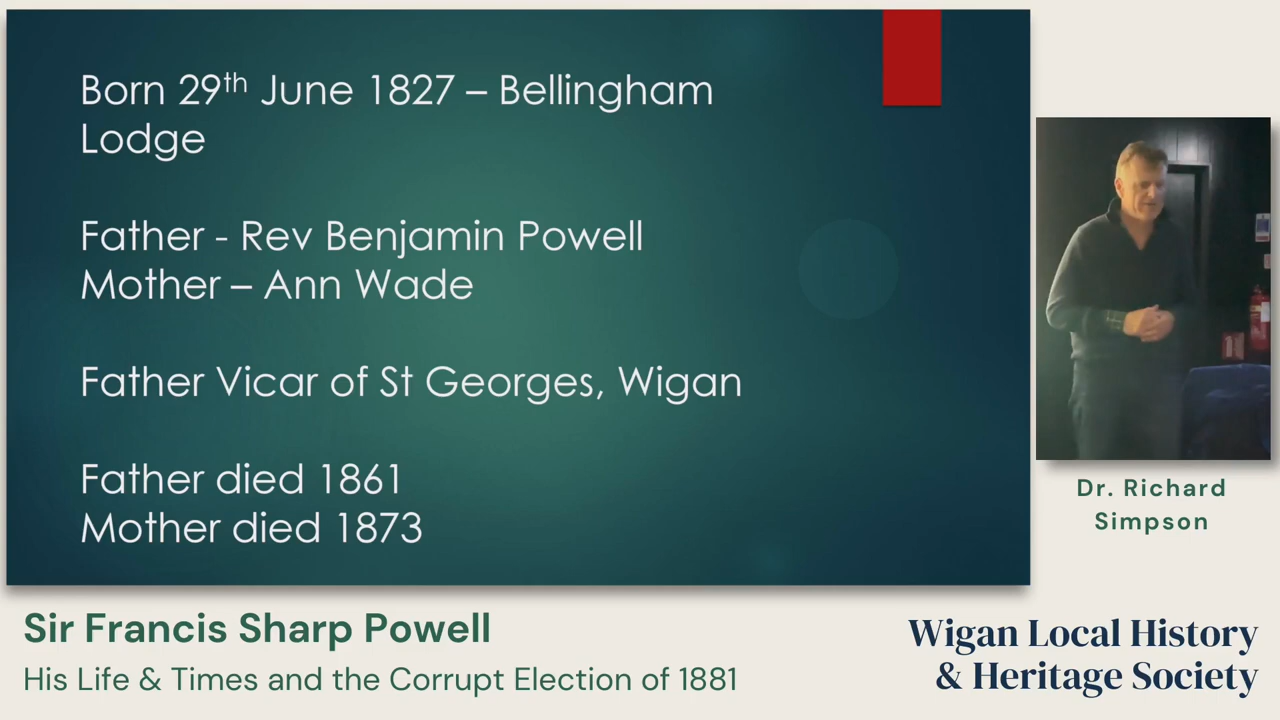 Born 29th June 1827 – Bellingham
Lodge
Father - Rev Benjamin Powell
Mother – Ann Wade
Father Vicar of St Georges, Wigan
Father died 1861
Mother died 1873
Dr. Richard
Simpson
Sir Francis Sharp Powell
His Life & Times and the Corrupt Election of 1881
Wigan Local History
& Heritage Society